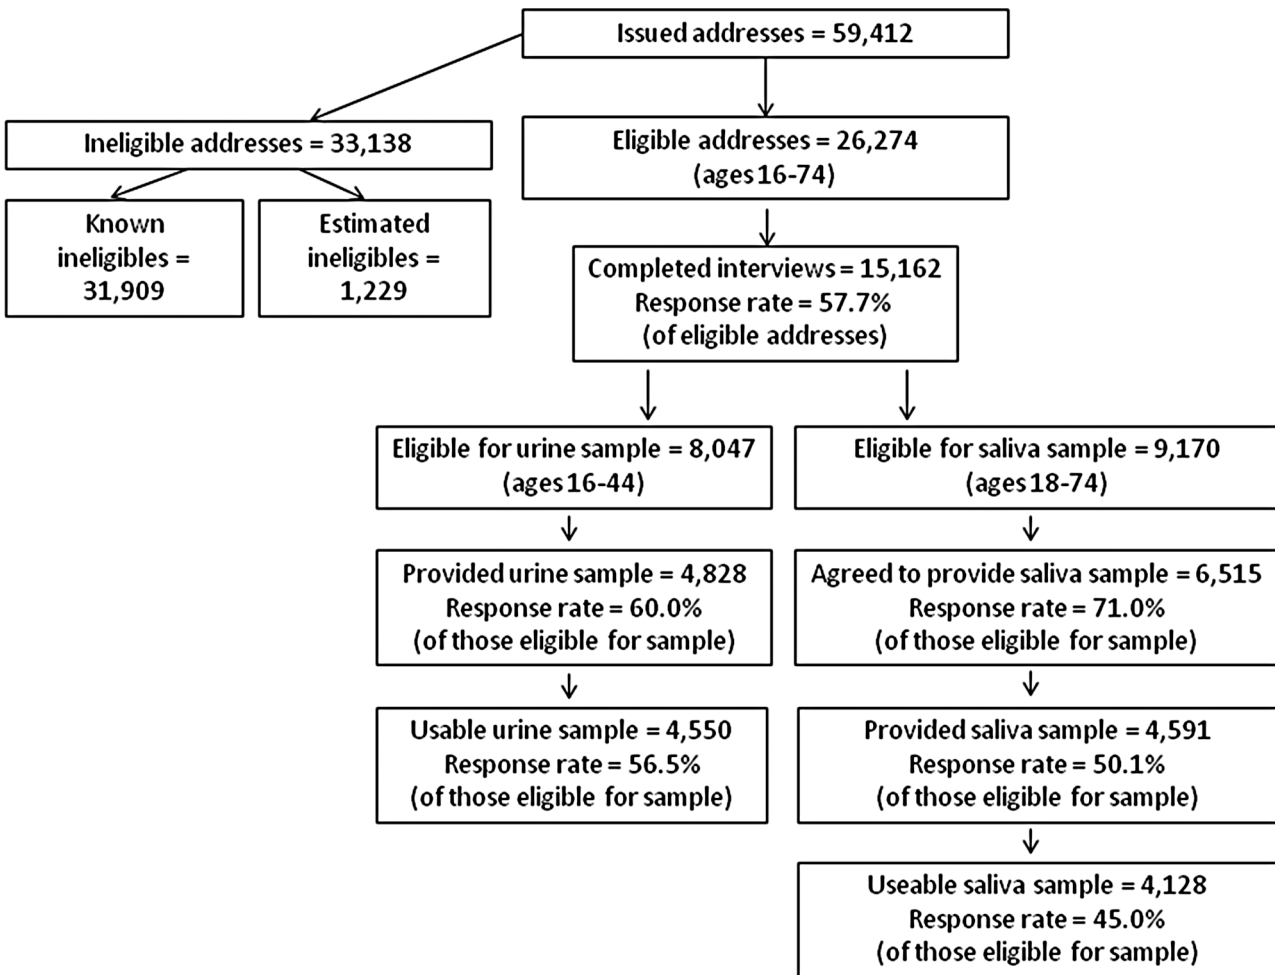 Issued addresses = 59,412
Ineligible addresses = 33,138
Eligible addresses = 26,274
(ages 16-74)
Known
ineligibles =
31,909
Estimated
ineligibles =
1,229
Completed interviews = 15,162
Response rate = 57.7%
(of eligible addresses)
Eligible for urine sample = 8,047
(ages 16-44)
Eligible for saliva sample = 9,170
(ages 18-74)
Provided urine sample = 4,828
Response rate = 60.0%
(of those eligible for sample)
Agreed to provide saliva sample = 6,515
Response rate = 71.0%
(of those eligible for sample)
Usable urine sample = 4,550
Response rate = 56.5%
(of those eligible for sample)
Provided saliva sample = 4,591
Response rate = 50.1%
(of those eligible for sample)
Useable saliva sample = 4,128
Response rate = 45.0%
(of those eligible for sample)